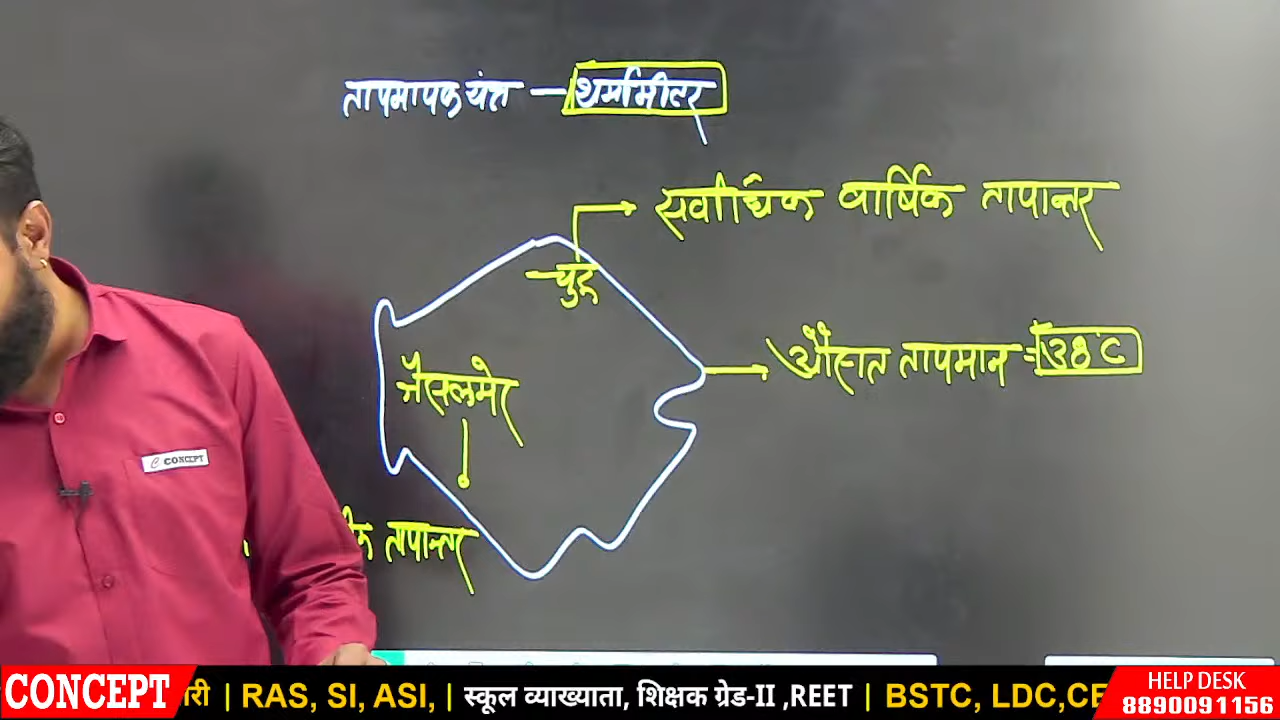 तापमापक यंत्र — थर्मामीटर
सर्वाधिक वार्षिक तापान्तर
चुरू
औसत तापमान = 38°C
जैसलमेर
तापान्तर
CONCEPT
CONCEPT
री | RAS, SI, ASI, | स्कूल व्याख्याता, शिक्षक ग्रेड-II ,REET | BSTC, LDC,CE
HELP DESK
8890091156